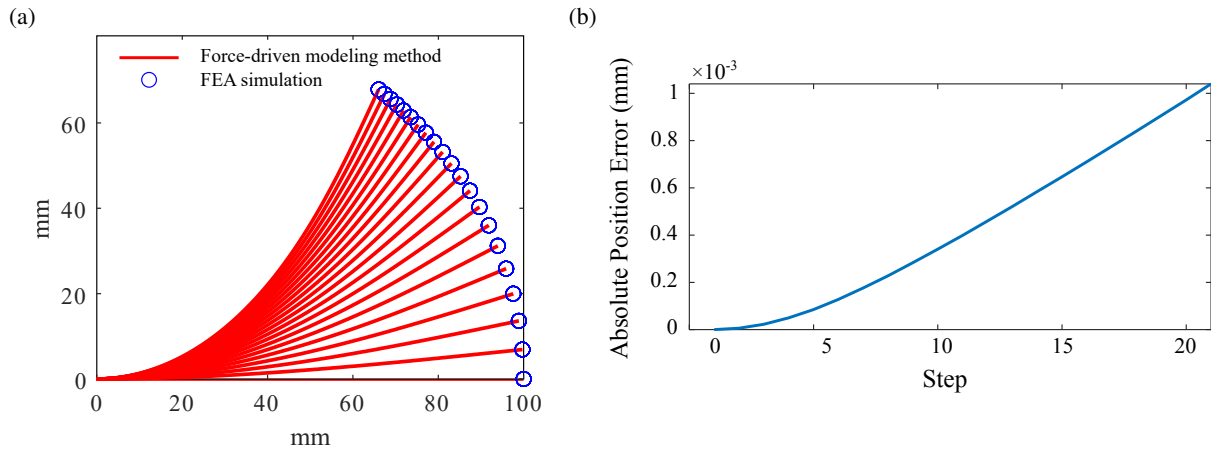 (a)
Force-driven modeling method
FEA simulation
60
40
20
0
mm
0 20 40 60 80 100
mm
(b)
×10-3
1
0.8
0.6
0.4
0.2
0
Absolute Position Error (mm)
0 5 10 15 20
Step